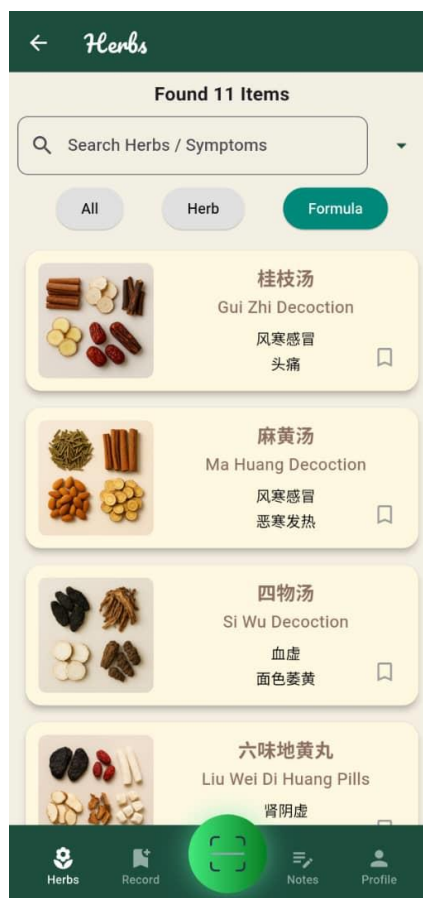 Herbs
Found 11 Items
Search Herbs / Symptoms
All Herb Formula
桂枝汤
Gui Zhi Decoction
风寒感冒
头痛
麻黄汤
Ma Huang Decoction
风寒感冒
恶寒发热
四物汤
Si Wu Decoction
血虚
面色萎黄
六味地黄丸
Liu Wei Di Huang Pills
肾阴虚
Herbs Record Notes Profile